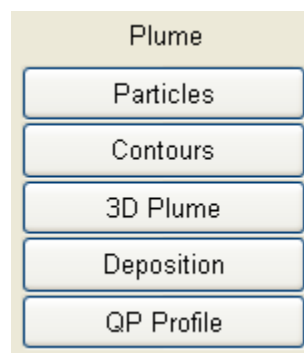 Plume
Particles
Contours
3D Plume
Deposition
QP Profile